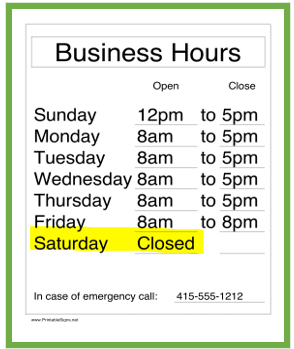 Business Hours
Open Close
Sunday 12pm to 5pm
Monday 8am to 5pm
Tuesday 8am to 5pm
Wednesday 8am to 5pm
Thursday 8am to 5pm
Friday 8am to 8pm
Saturday Closed
In case of emergency call: 415-555-1212
www.PrintableSigns.net